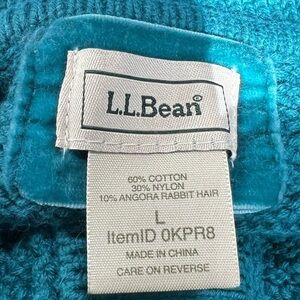 L.L.Bean®
60% COTTON
30% NYLON
10% ANGORA RABBIT HAIR
L
ItemID 0KPR8
MADE IN CHINA
CARE ON REVERSE